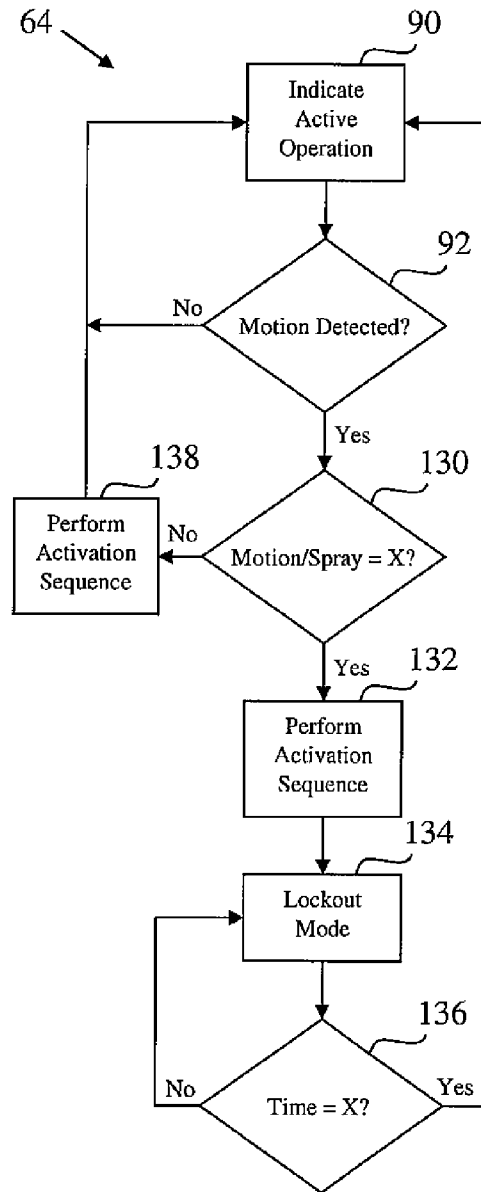 64
90
Indicate
Active
Operation
92
No
Motion Detected?
Yes
138
130
Perform
Activation
Sequence
No
Motion/Spray = X?
Yes
132
Perform
Activation
Sequence
134
Lockout
Mode
136
No
Time = X?
Yes